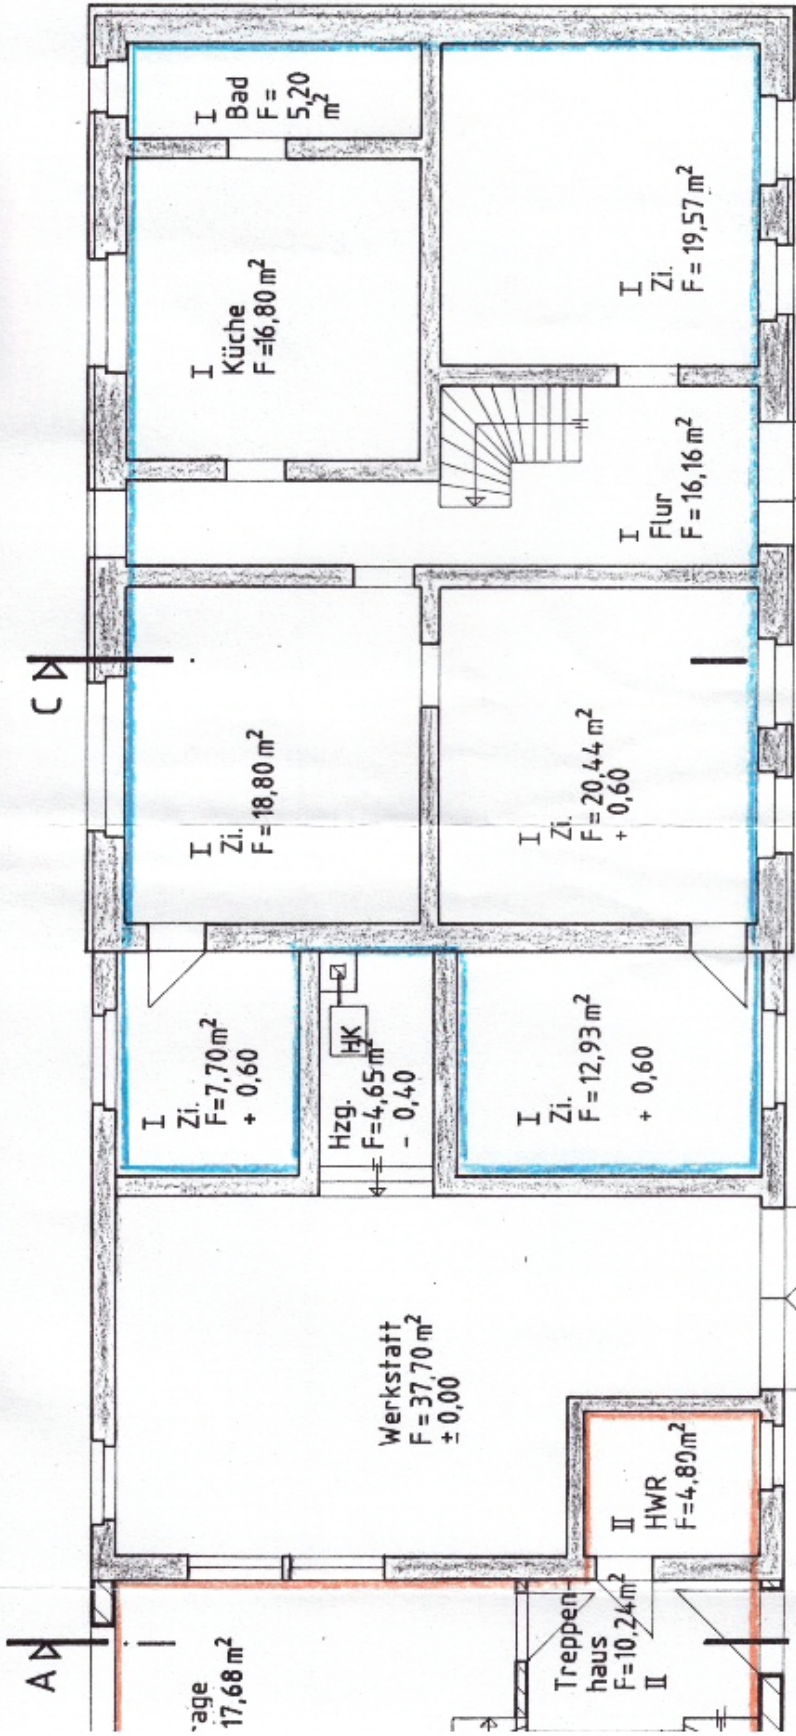 I
Bad
F =
5,20
m²
I
Küche
F=16,80 m²
I
Zi.
F= 19,57 m²
I
Flur
F = 16,16 m²
C
I
Zi.
F= 18,80 m²
I
Zi.
F= 20,44 m²
+ 0,60
I
Zi.
F=7,70 m²
+ 0,60
HK
Hzg.
F=4,65 m²
- 0,40
I
Zi.
F=12,93 m²
+ 0,60
Werkstatt
F = 37,70 m²
± 0,00
II
HWR
F=4,80 m²
A
age
17,68 m²
Treppen-
haus
F=10,24 m²
II